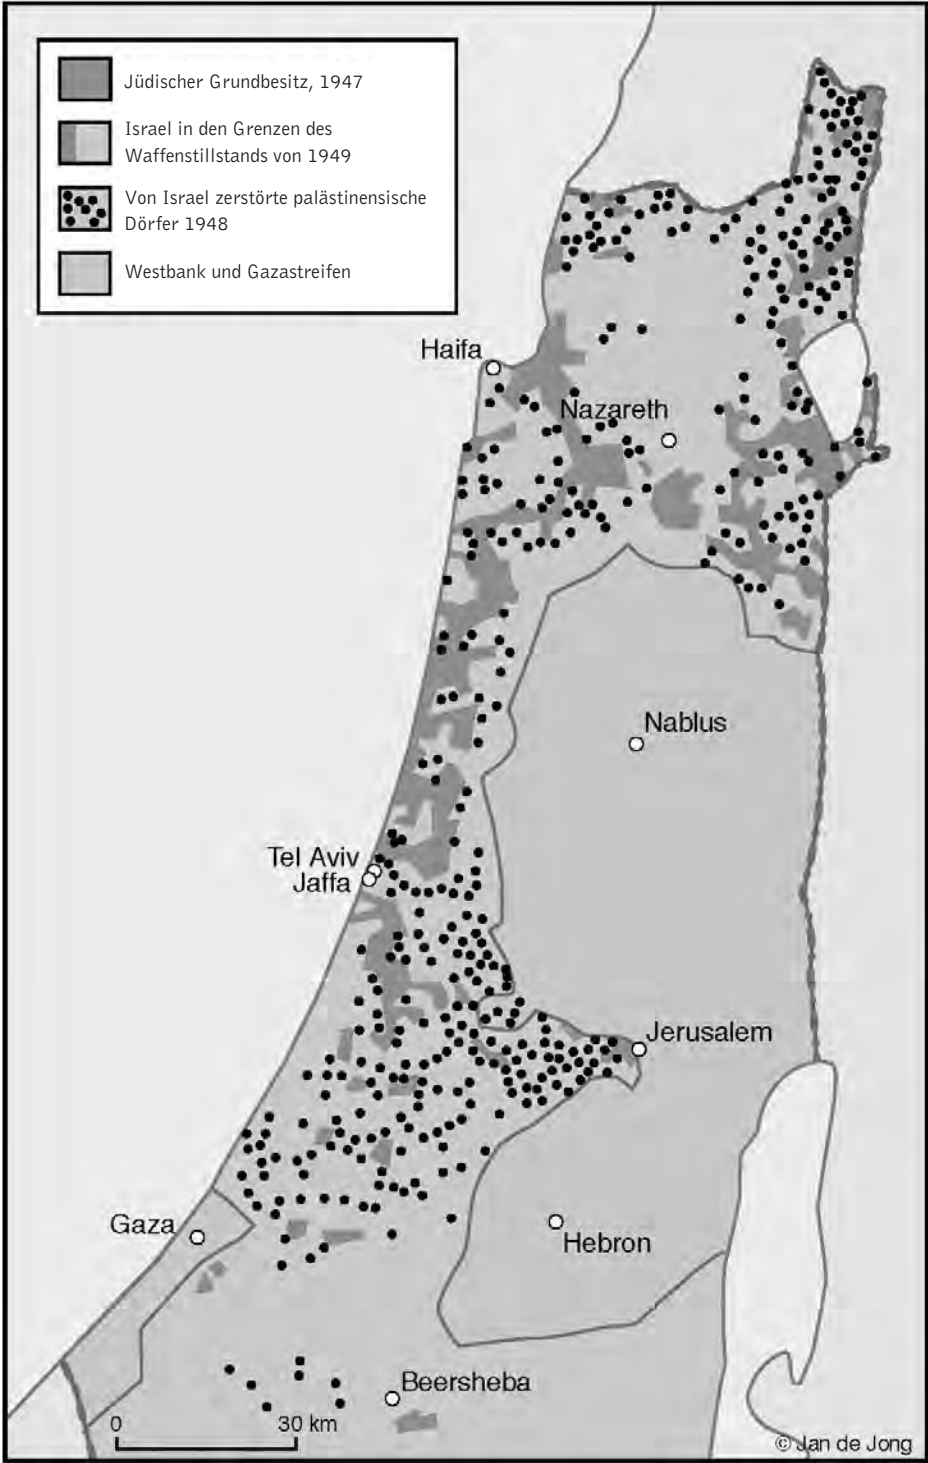 Jüdischer Grundbesitz, 1947
Israel in den Grenzen des
Waffenstillstands von 1949
Von Israel zerstörte palästinensische
Dörfer 1948
Westbank und Gazastreifen
Haifa
Nazareth
Nablus
Tel Aviv
Jaffa
Jerusalem
Gaza
Hebron
Beersheba
0 30 km
© Jan de Jong